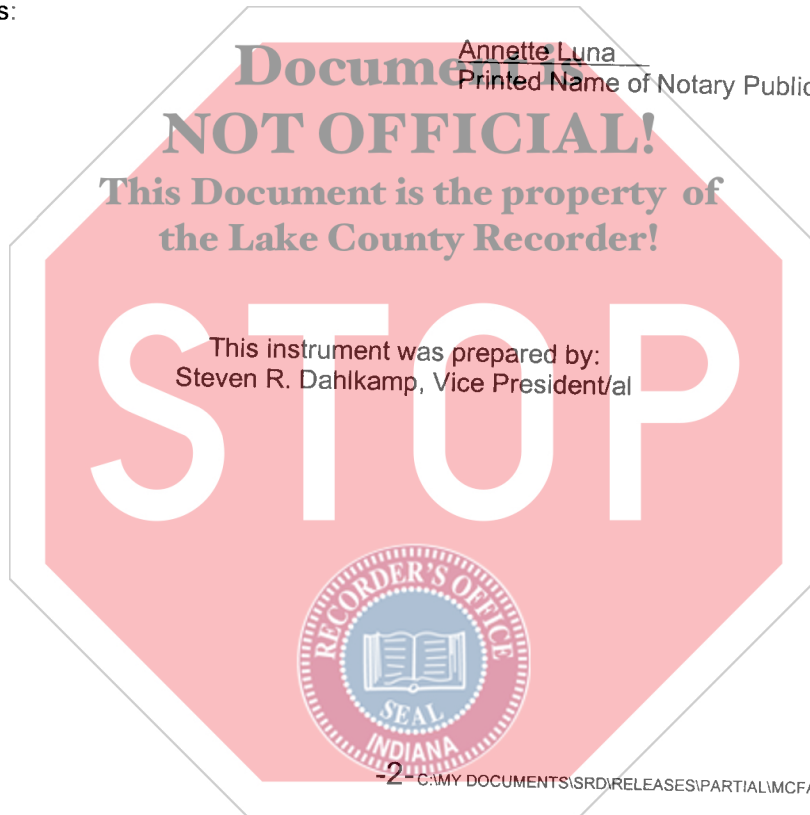 s:
Annette Luna
Printed Name of Notary Public
Document is
NOT OFFICIAL!
This Document is the property of
the Lake County Recorder!
This instrument was prepared by:
Steven R. Dahlkamp, Vice President/al
STOP
RECORDER'S OFFICE
SEAL
INDIANA
-2- C:\MY DOCUMENTS\SRD\RELEASES\PARTIAL\MCFA